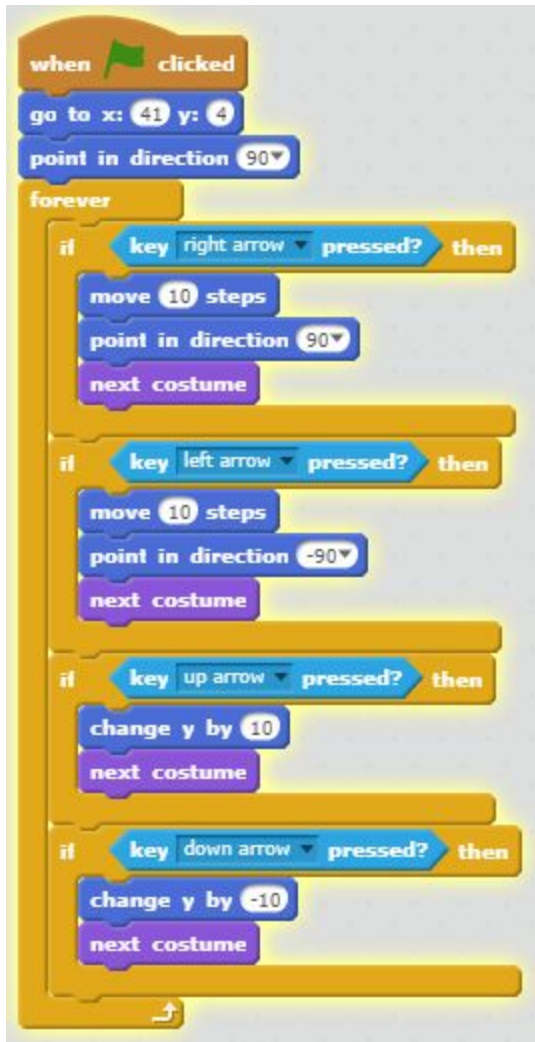 when clicked
go to x: 41 y: 4
point in direction 90
forever
if key right arrow pressed? then
move 10 steps
point in direction 90
next costume
if key left arrow pressed? then
move 10 steps
point in direction -90
next costume
if key up arrow pressed? then
change y by 10
next costume
if key down arrow pressed? then
change y by -10
next costume